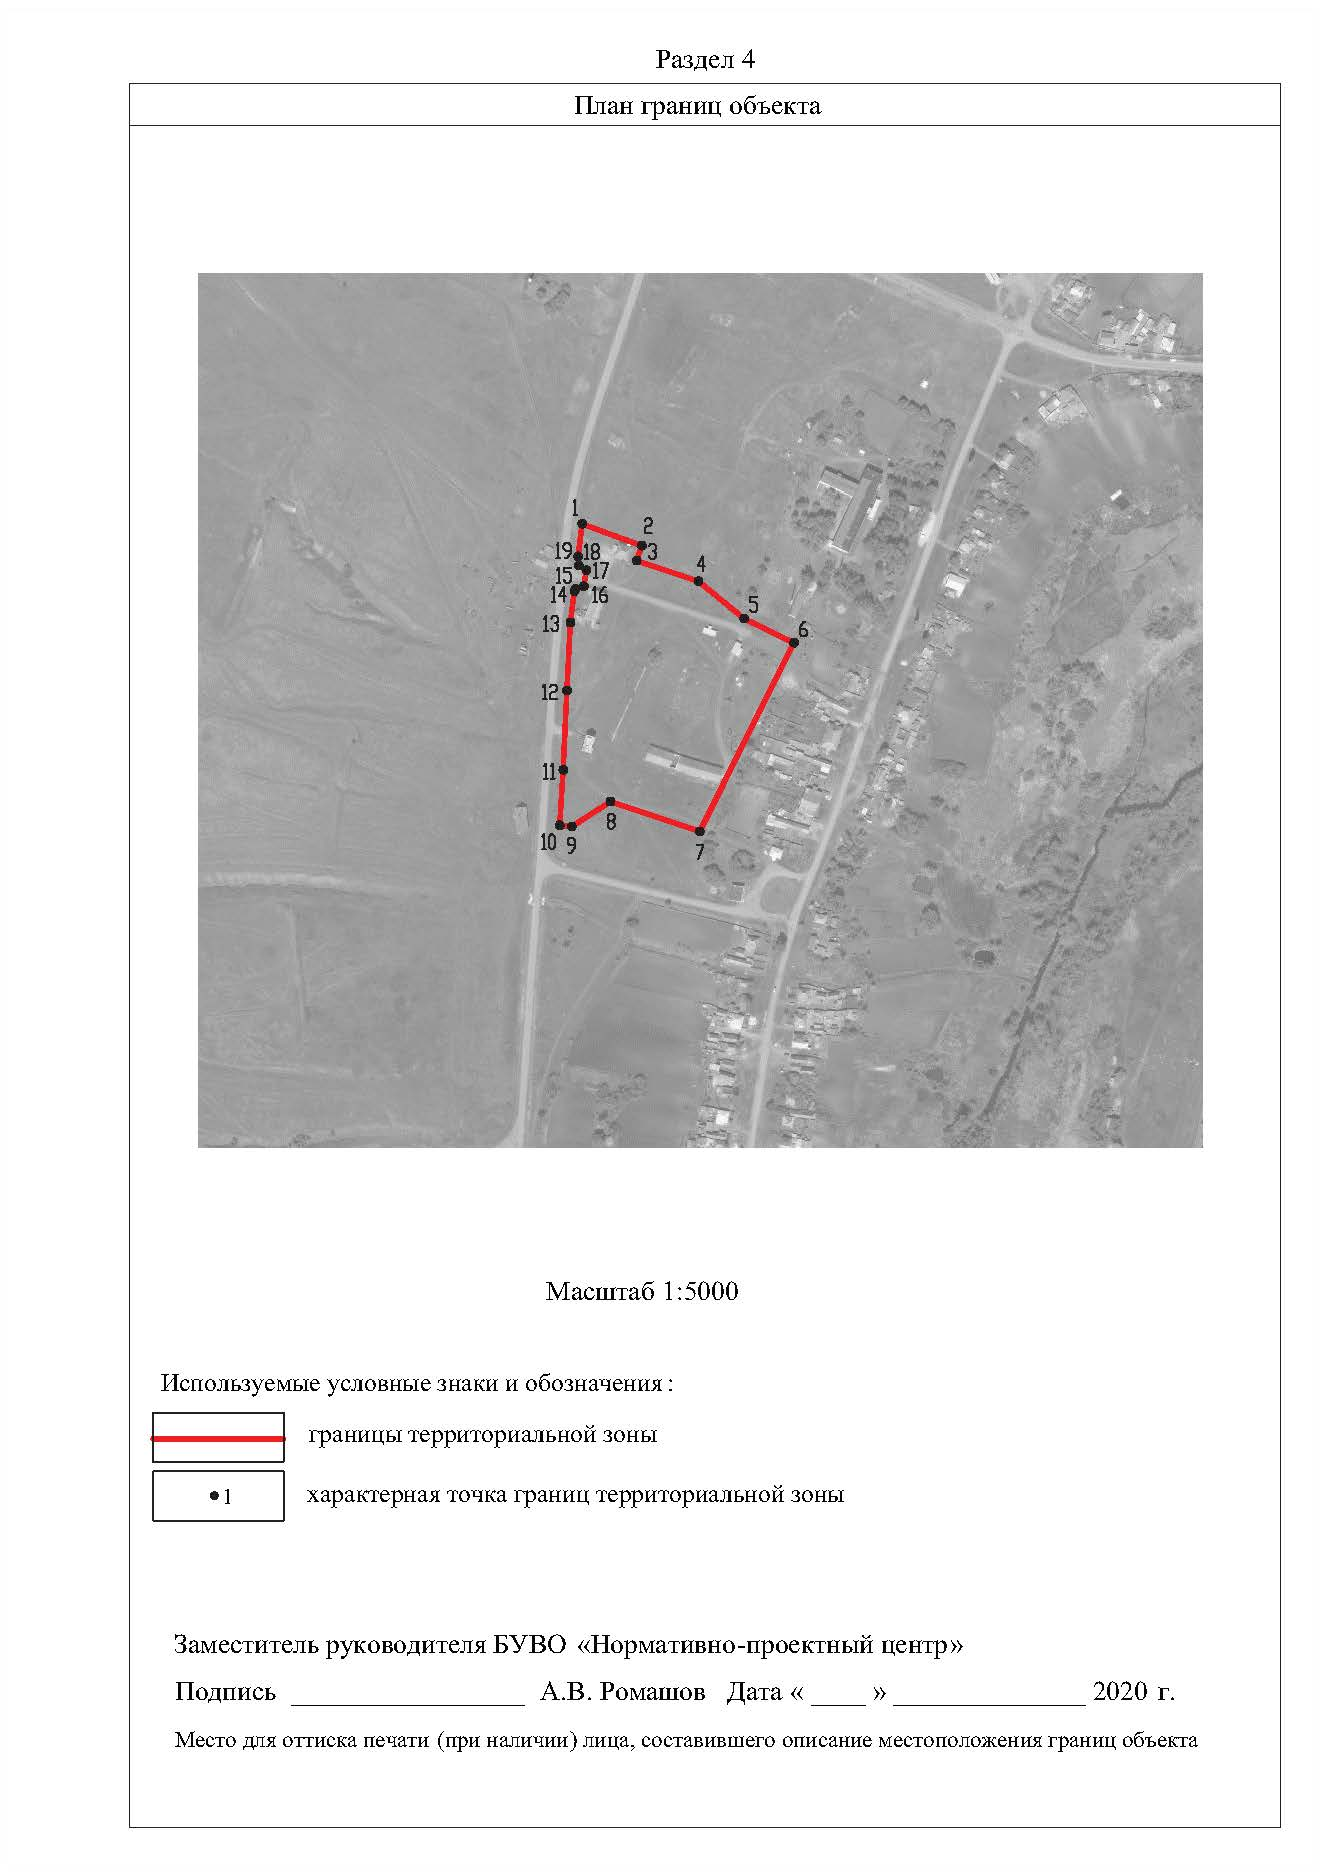 Раздел 4
План границ объекта
1
2
3
4
5
6
19 18
17
15
14 16
13
12
11
10 9
8
7
Масштаб 1:5000
Используемые условные знаки и обозначения :
границы территориальной зоны
1 характерная точка границ территориальной зоны
Заместитель руководителя БУВО «Нормативно-проектный центр»
Подпись _________________ А.В. Ромашов Дата « ____ » ______________ 2020 г.
Место для оттиска печати (при наличии) лица, составившего описание местоположения границ объекта